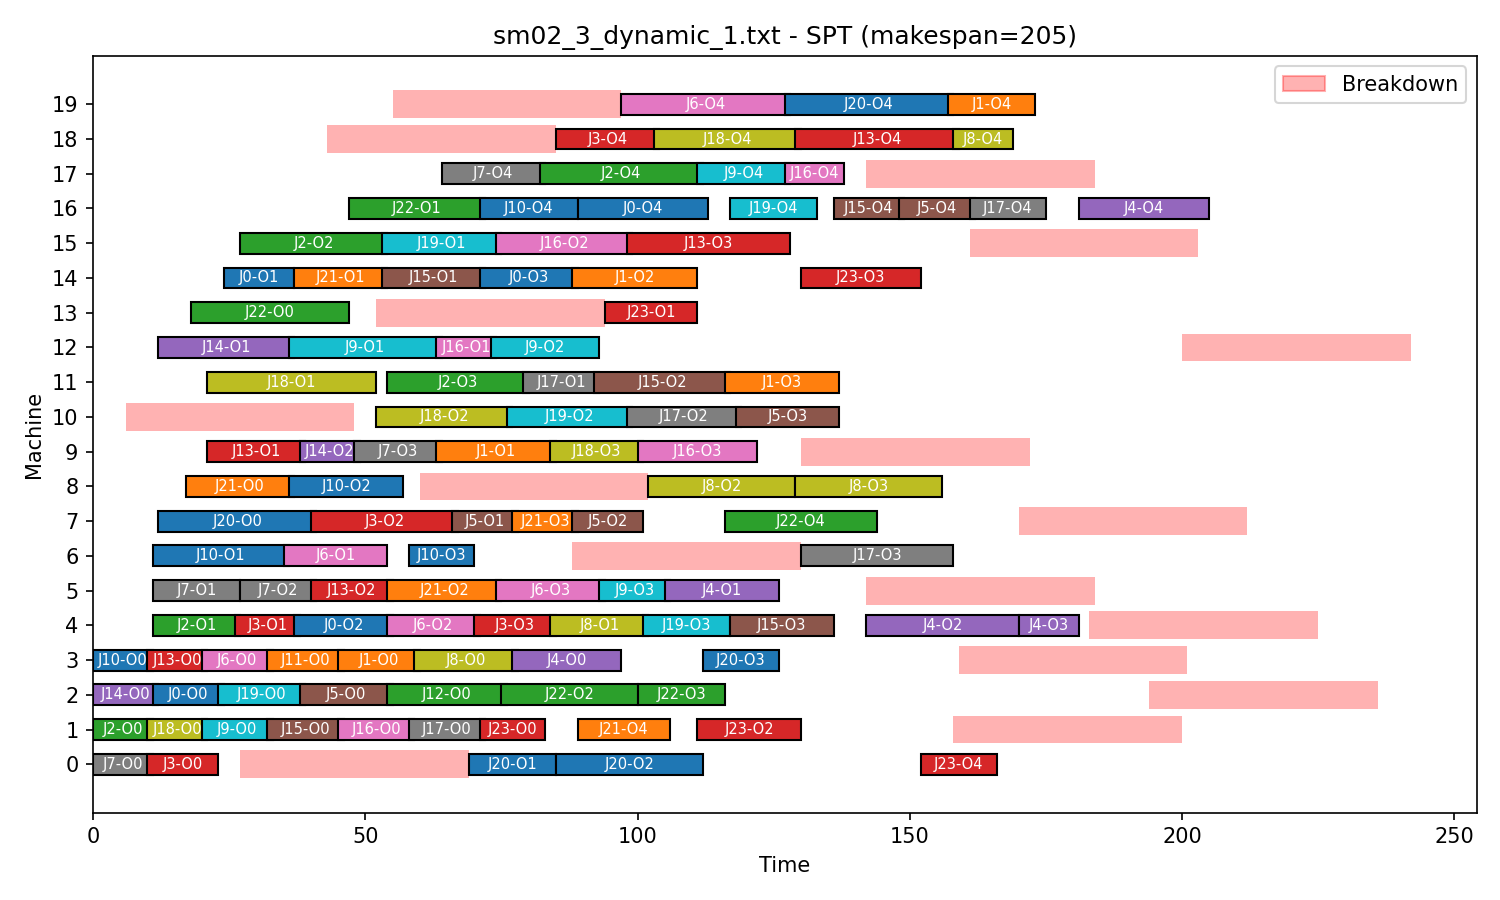 sm02_3_dynamic_1.txt - SPT (makespan=205)
Breakdown
19 J6-O4 J20-O4 J1-O4
18 J3-O4 J18-O4 J13-O4 J8-O4
17 J7-O4 J2-O4 J9-O4 J16-O4
16 J22-O1 J10-O4 J0-O4 J19-O4 J15-O4 J5-O4 J17-O4 J4-O4
15 J2-O2 J19-O1 J16-O2 J13-O3
14 J0-O1 J21-O1 J15-O1 J0-O3 J1-O2 J23-O3
13 J22-O0 J23-O1
12 J14-O1 J9-O1 J16-O1 J9-O2
11 J18-O1 J2-O3 J17-O1 J15-O2 J1-O3
10 J18-O2 J19-O2 J17-O2 J5-O3
9 J13-O1 J14-O2 J7-O3 J1-O1 J18-O3 J16-O3
8 J21-O0 J10-O2 J8-O2 J8-O3
7 J20-O0 J3-O2 J5-O1 J21-O3 J5-O2 J22-O4
6 J10-O1 J6-O1 J10-O3 J17-O3
5 J7-O1 J7-O2 J13-O2 J21-O2 J6-O3 J9-O3 J4-O1
4 J2-O1 J3-O1 J0-O2 J6-O2 J3-O3 J8-O1 J19-O3 J15-O3 J4-O2 J4-O3
3 J10-O0 J13-O0 J6-O0 J11-O0 J1-O0 J8-O0 J4-O0 J20-O3
2 J14-O0 J0-O0 J19-O0 J5-O0 J12-O0 J22-O2 J22-O3
1 J2-O0 J18-O0 J9-O0 J15-O0 J16-O0 J17-O0 J23-O0 J21-O4 J23-O2
0 J7-O0 J3-O0 J20-O1 J20-O2 J23-O4
Machine
0 50 100 150 200 250
Time